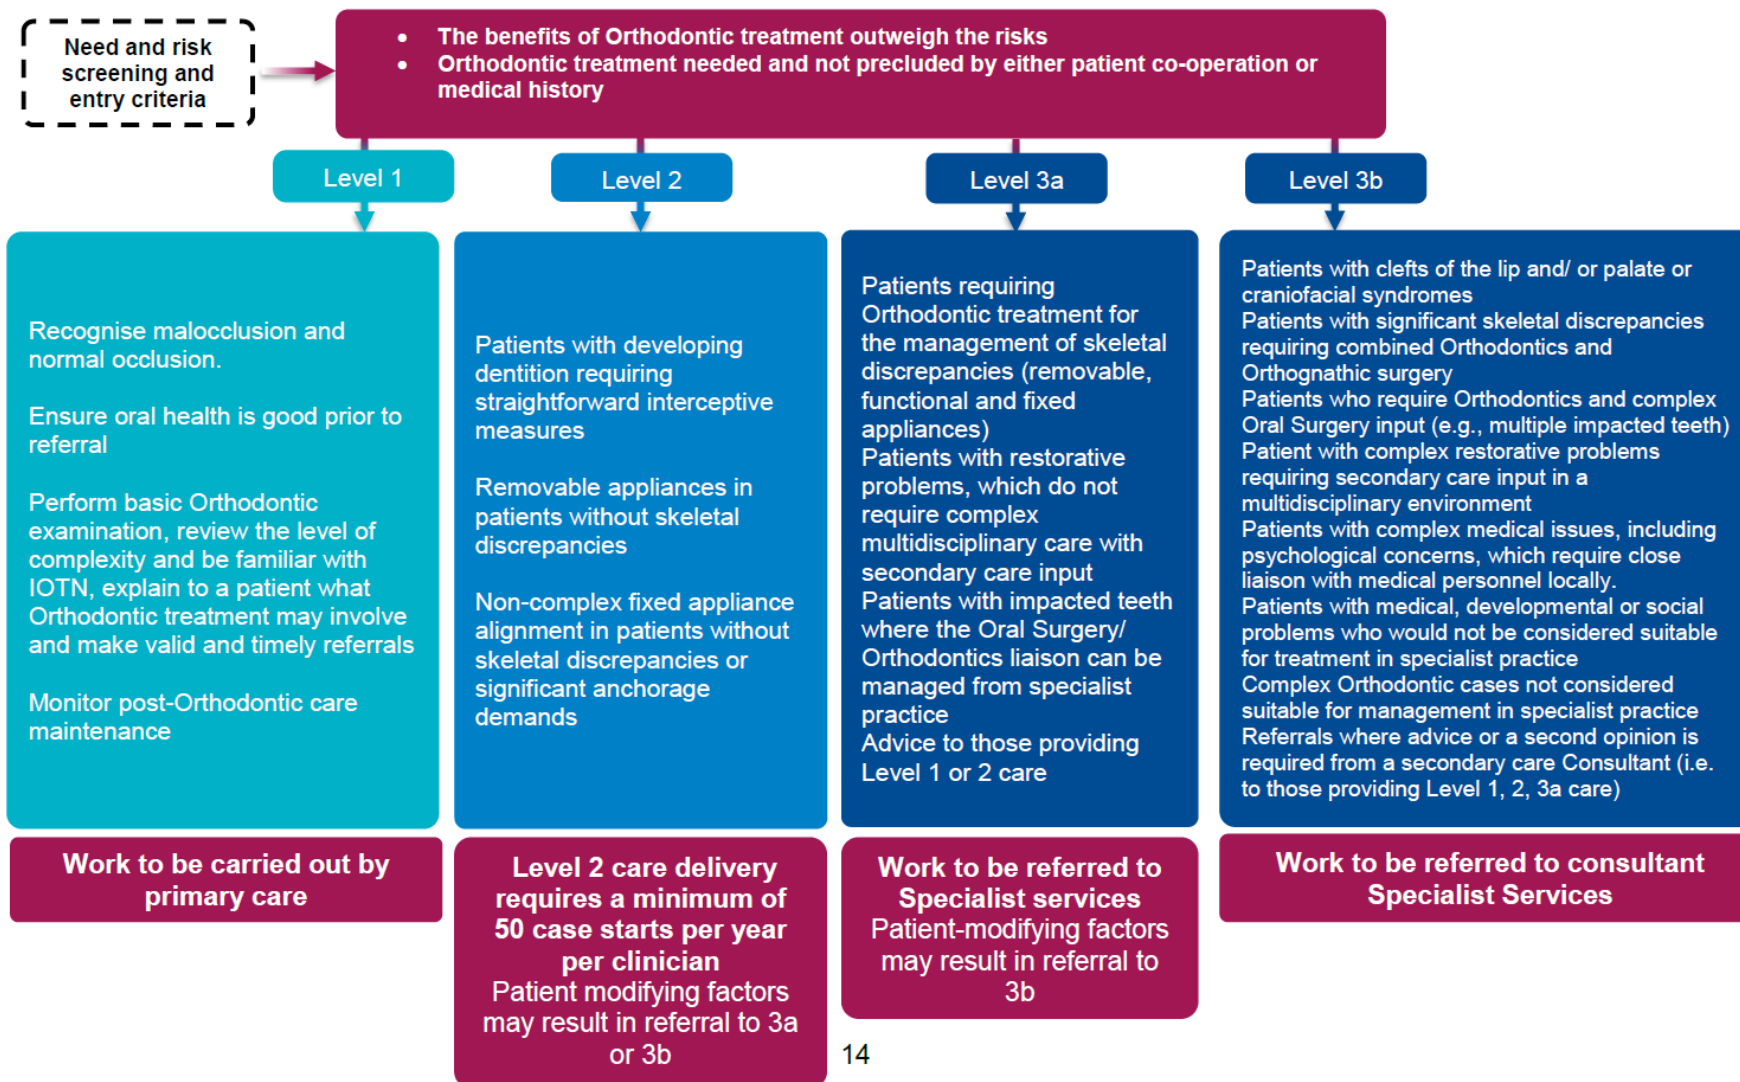 Need and risk
screening and
entry criteria
• The benefits of Orthodontic treatment outweigh the risks
• Orthodontic treatment needed and not precluded by either patient co-operation or
medical history
Level 1
Level 2
Level 3a
Level 3b
Recognise malocclusion and
normal occlusion.
Ensure oral health is good prior to
referral
Perform basic Orthodontic
examination, review the level of
complexity and be familiar with
IOTN, explain to a patient what
Orthodontic treatment may involve
and make valid and timely referrals
Monitor post-Orthodontic care
maintenance
Patients with developing
dentition requiring
straightforward interceptive
measures
Removable appliances in
patients without skeletal
discrepancies
Non-complex fixed appliance
alignment in patients without
skeletal discrepancies or
significant anchorage
demands
Patients requiring
Orthodontic treatment for
the management of skeletal
discrepancies (removable,
functional and fixed
appliances)
Patients with restorative
problems, which do not
require complex
multidisciplinary care with
secondary care input
Patients with impacted teeth
where the Oral Surgery/
Orthodontics liaison can be
managed from specialist
practice
Advice to those providing
Level 1 or 2 care
Patients with clefts of the lip and/ or palate or
craniofacial syndromes
Patients with significant skeletal discrepancies
requiring combined Orthodontics and
Orthognathic surgery
Patients who require Orthodontics and complex
Oral Surgery input (e.g., multiple impacted teeth)
Patient with complex restorative problems
requiring secondary care input in a
multidisciplinary environment
Patients with complex medical issues, including
psychological concerns, which require close
liaison with medical personnel locally.
Patients with medical, developmental or social
problems who would not be considered suitable
for treatment in specialist practice
Complex Orthodontic cases not considered
suitable for management in specialist practice
Referrals where advice or a second opinion is
required from a secondary care Consultant (i.e.
to those providing Level 1, 2, 3a care)
Work to be carried out by
primary care
Level 2 care delivery
requires a minimum of
50 case starts per year
per clinician
Patient modifying factors
may result in referral to 3a
or 3b
Work to be referred to
Specialist services
Patient-modifying factors
may result in referral to
3b
Work to be referred to consultant
Specialist Services
14